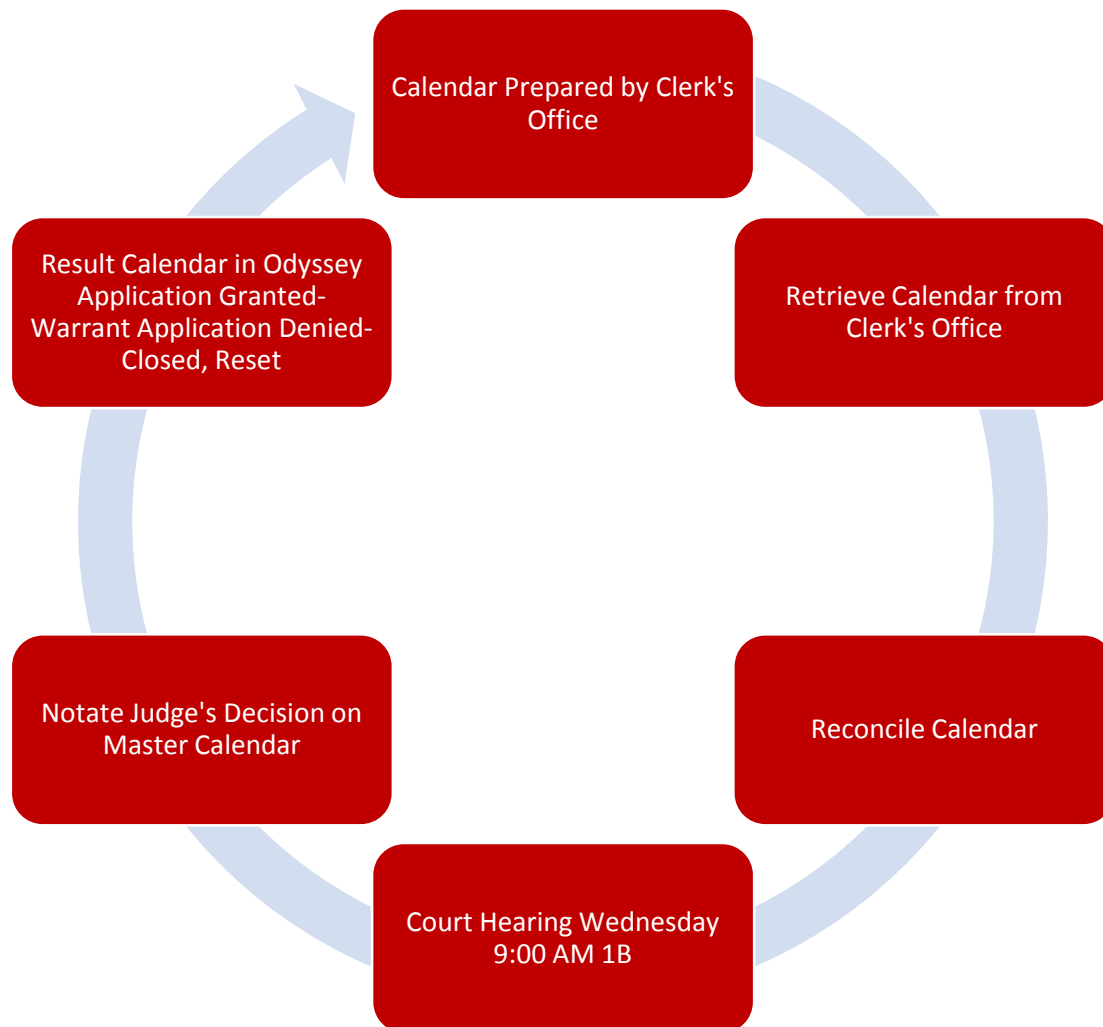 Calendar Prepared by Clerk's
Office
Retrieve Calendar from
Clerk's Office
Reconcile Calendar
Court Hearing Wednesday
9:00 AM 1B
Notate Judge's Decision on
Master Calendar
Result Calendar in Odyssey
Application Granted-
Warrant Application Denied-
Closed, Reset